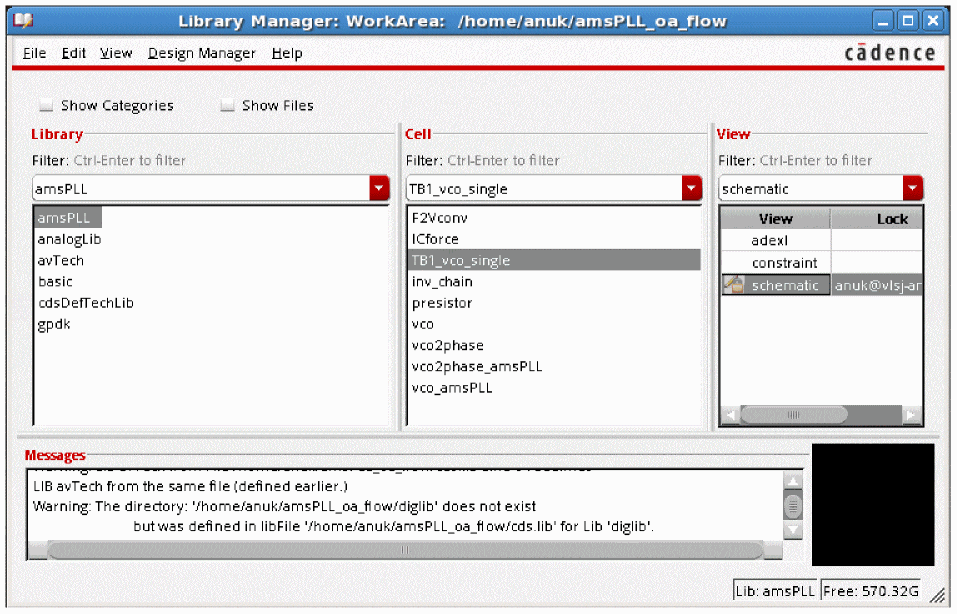 Library Manager: WorkArea: /home/anuk/amsPLL_oa_flow
File Edit View Design Manager Help
cādence
Show Categories Show Files
Library Cell View
Filter: Ctrl-Enter to filter Filter: Ctrl-Enter to filter Filter: Ctrl-Enter to filter
amsPLL TB1_vco_single schematic
amsPLL
analogLib
avTech
basic
cdsDefTechLib
gpdk
F2Vconv
ICforce
TB1_vco_single
inv_chain
presistor
vco
vco2phase
vco2phase_amsPLL
vco_amsPLL
View Lock
adexl
constraint
schematic anuk@vlsj-ar
Messages
LIB avTech from the same file (defined earlier.)
Warning: The directory: '/home/anuk/amsPLL_oa_flow/diglib' does not exist
but was defined in libFile '/home/anuk/amsPLL_oa_flow/cds.lib' for Lib 'diglib'.
Lib: amsPLL Free: 570.32G